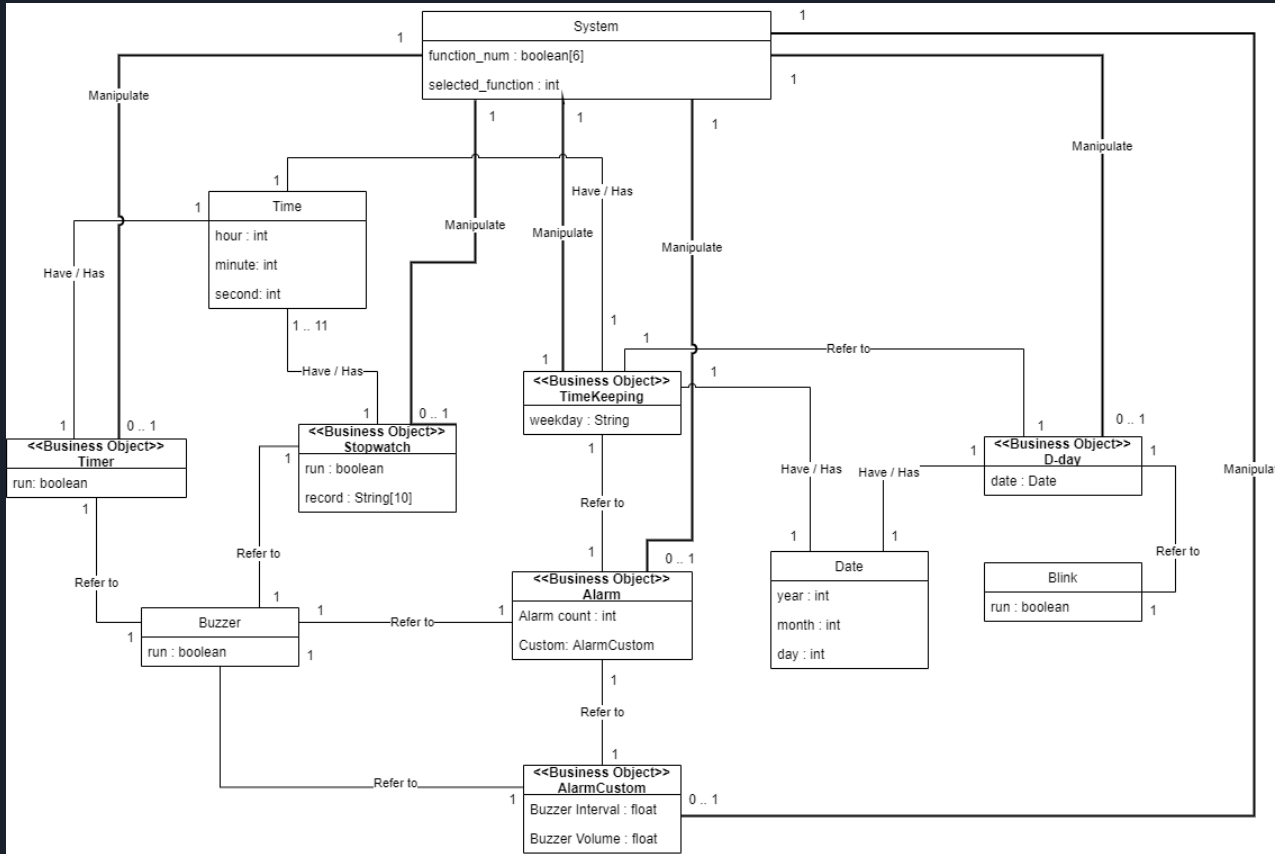 System
function_num : boolean[6]
selected_function : int
1
1
1
1
1
1
Manipulate
Manipulate
Manipulate
Manipulate
Manipulate
Have / Has
1
Time
hour : int
minute: int
second: int
1
Have / Has
1 .. 11
Have / Has
1
1
1
1
Refer to
<<Business Object>>
TimeKeeping
weekday : String
1
0 .. 1
<<Business Object>>
Timer
run: boolean
1
0 .. 1
<<Business Object>>
Stopwatch
run : boolean
record : String[10]
1
1
1
0 .. 1
<<Business Object>>
D-day
date : Date
1
1
Have / Has
Have / Has
Refer to
1
1
Date
year : int
month : int
day : int
Blink
run : boolean
1
1
Refer to
Refer to
1
Refer to
1
0 .. 1
<<Business Object>>
Alarm
Alarm count : int
Custom: AlarmCustom
1
1
Buzzer
run : boolean
1
1
Refer to
1
1
Refer to
1
Refer to
1
<<Business Object>>
AlarmCustom
Buzzer Interval : float
Buzzer Volume : float
0 .. 1